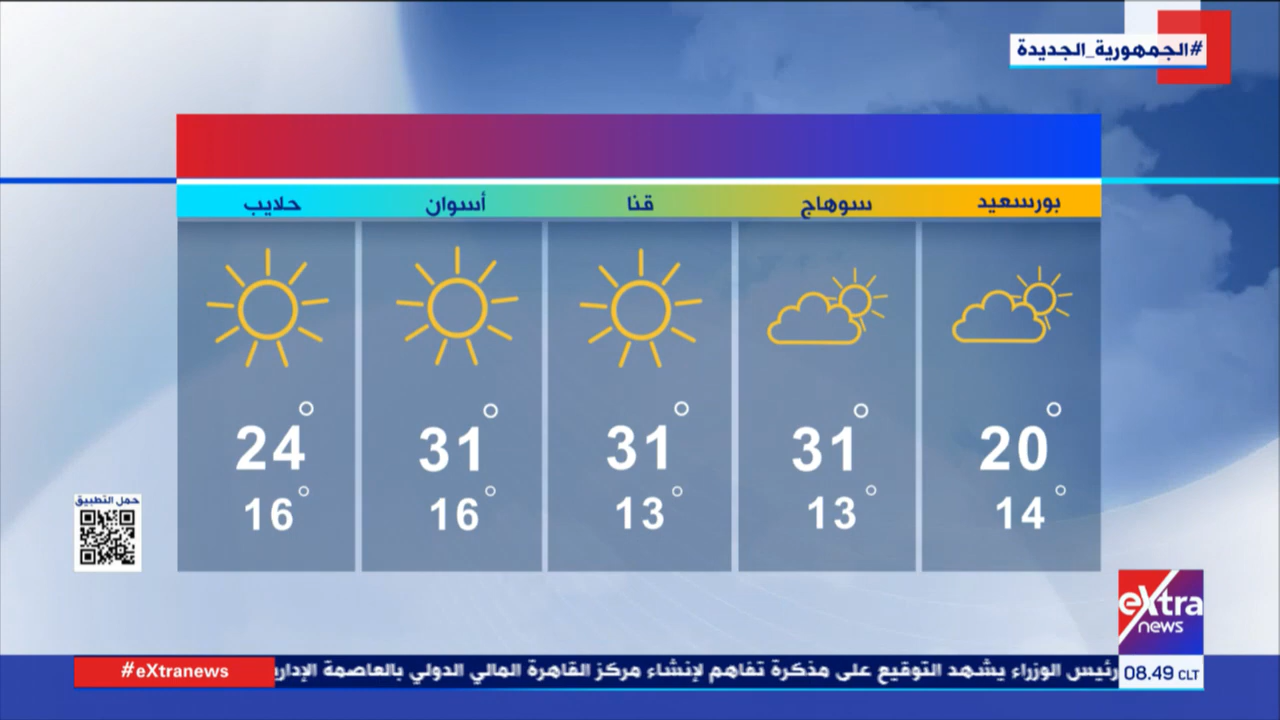 #الجمهورية_الجديدة
بورسعيد
سوهاج
قنا
أسوان
حلايب
20°
31°
31°
31°
24°
14°
13°
13°
16°
16°
حمل التطبيق
eXtra
news
رئيس الوزراء يشهد التوقيع على مذكرة تفاهم لإنشاء مركز القاهرة المالي الدولي بالعاصمة
#eXtranews
08.49 CLT